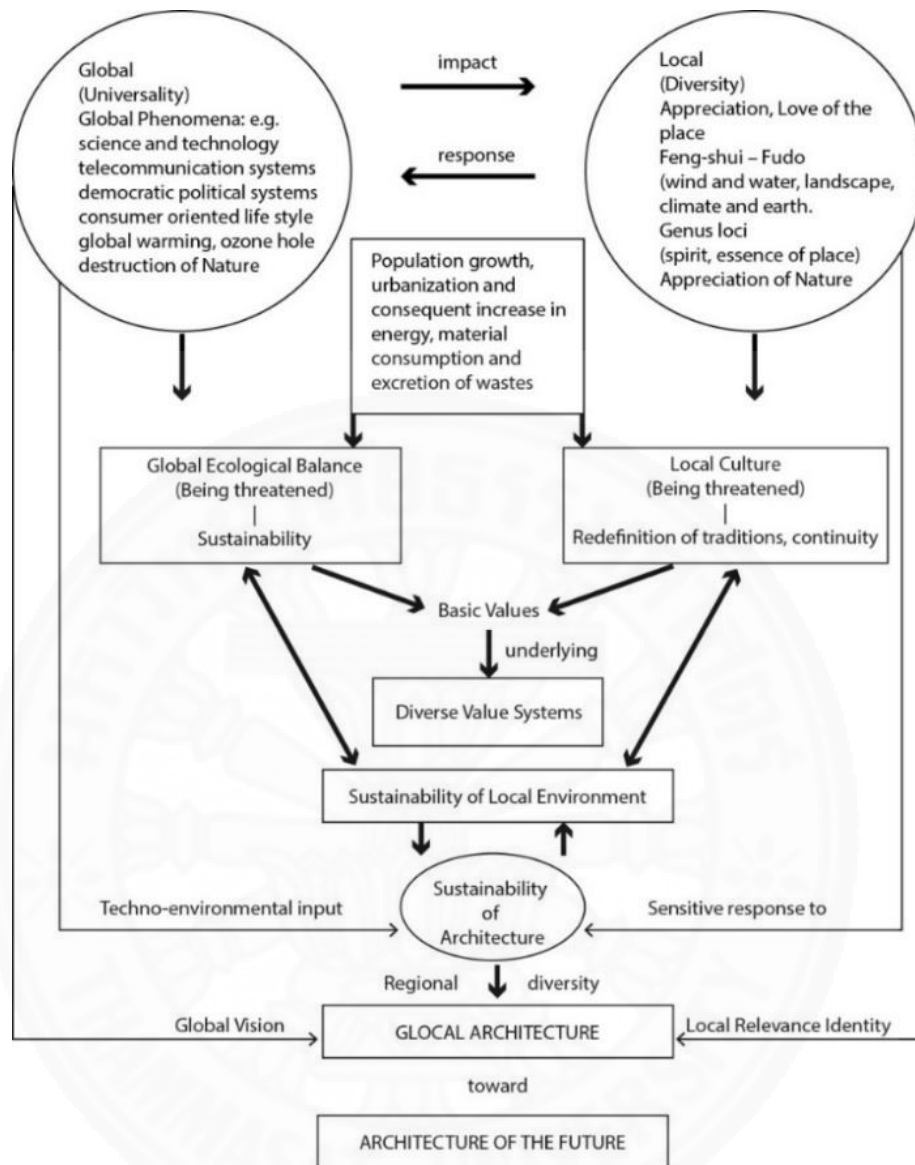 Global
(Universality)
Global Phenomena: e.g.
science and technology
telecommunication systems
democratic political systems
consumer oriented life style
global warming, ozone hole
destruction of Nature
impact
response
Local
(Diversity)
Appreciation, Love of the
place
Feng-shui – Fudo
(wind and water, landscape,
climate and earth.
Genus loci
(spirit, essence of place)
Appreciation of Nature
Population growth,
urbanization and
consequent increase in
energy, material
consumption and
excretion of wastes
Global Ecological Balance
(Being threatened)
Sustainability
Local Culture
(Being threatened)
Redefinition of traditions, continuity
Basic Values
underlying
Diverse Value Systems
Sustainability of Local Environment
Techno-environmental input
Sustainability
of
Architecture
Sensitive response to
Regional diversity
Global Vision
GLOCAL ARCHITECTURE
Local Relevance Identity
toward
ARCHITECTURE OF THE FUTURE